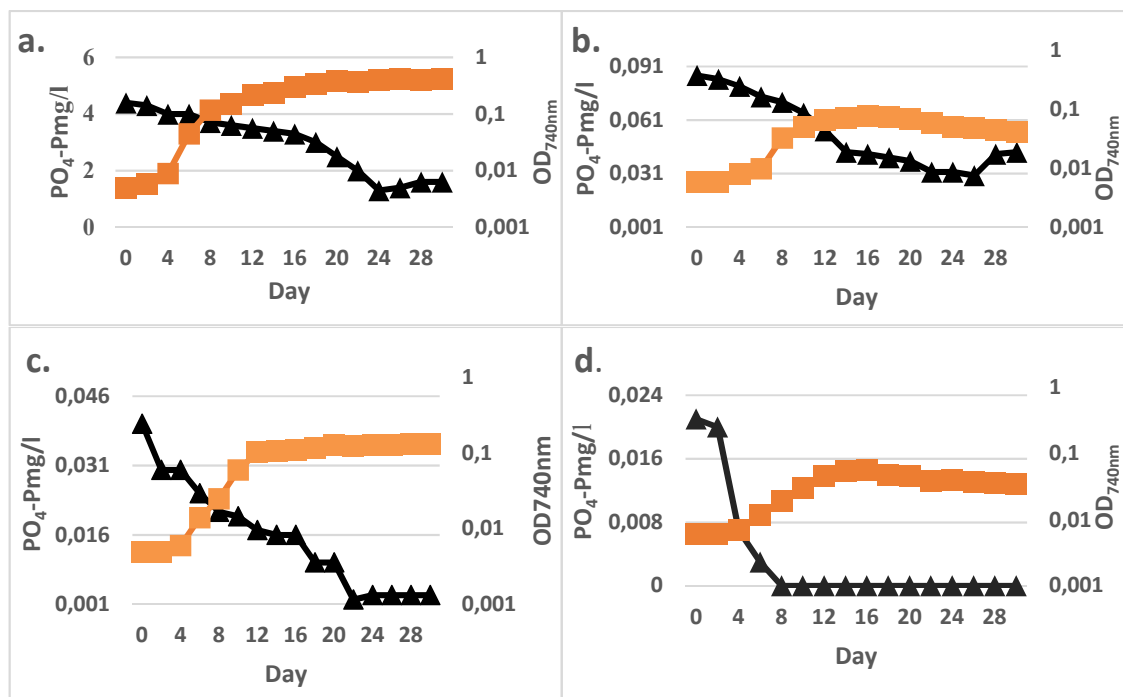 a.
PO4-Pmg/l
6
4
2
0
1
0,1
0,01
0,001
OD740nm
0 4 8 12 16 20 24 28
Day
b.
PO4-Pmg/l
0,091
0,061
0,031
0,001
1
0,1
0,01
0,001
OD740nm
0 4 8 12 16 20 24 28
Day
c.
PO4-Pmg/l
0,046
0,031
0,016
0,001
1
0,1
0,01
0,001
OD740nm
0 4 8 12 16 20 24 28
Day
d.
PO4-Pmg/l
0,024
0,016
0,008
0
1
0,1
0,01
0,001
OD740nm
0 4 8 12 16 20 24 28
Day